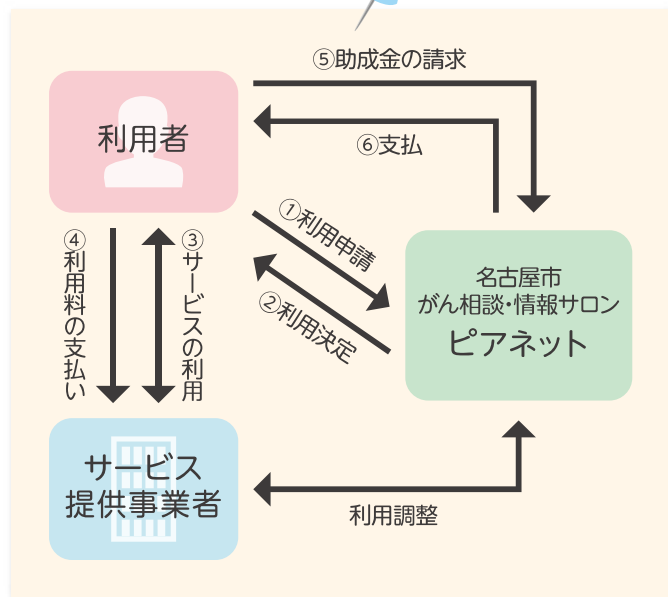 ⑤助成金の請求
利用者
⑥支払
①利用申請
②利用決定
④利用料の支払い
③サービスの利用
名古屋市
がん相談・情報サロン
ピアネット
サービス
提供事業者
利用調整